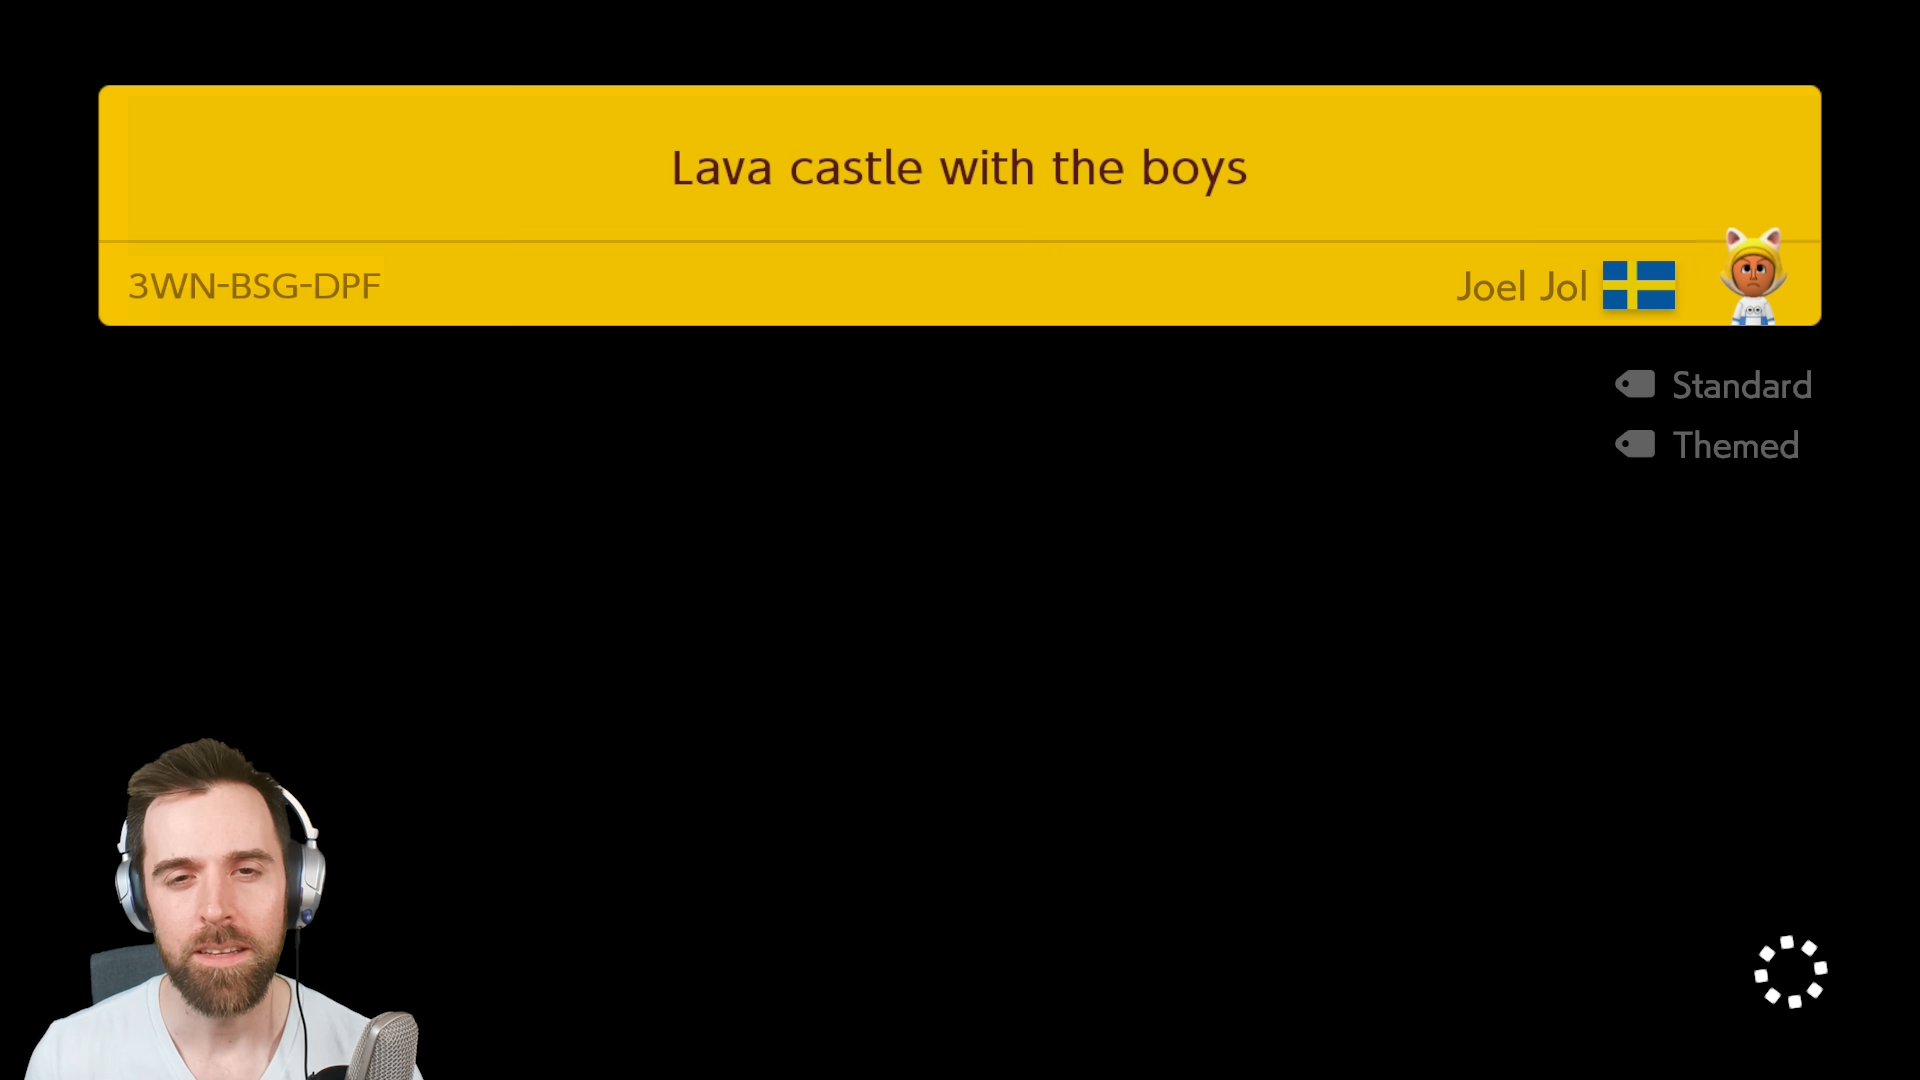 Lava castle with the boys
3WN-BSG-DPF
Joel Jol
Standard
Themed